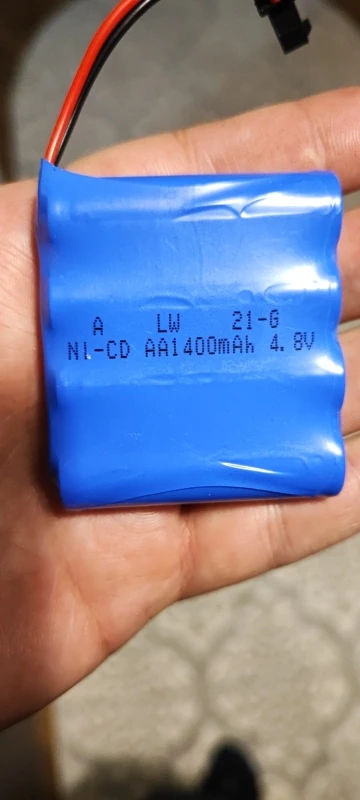 A LW 21-G
NI-CD AA1400mAh 4.8V